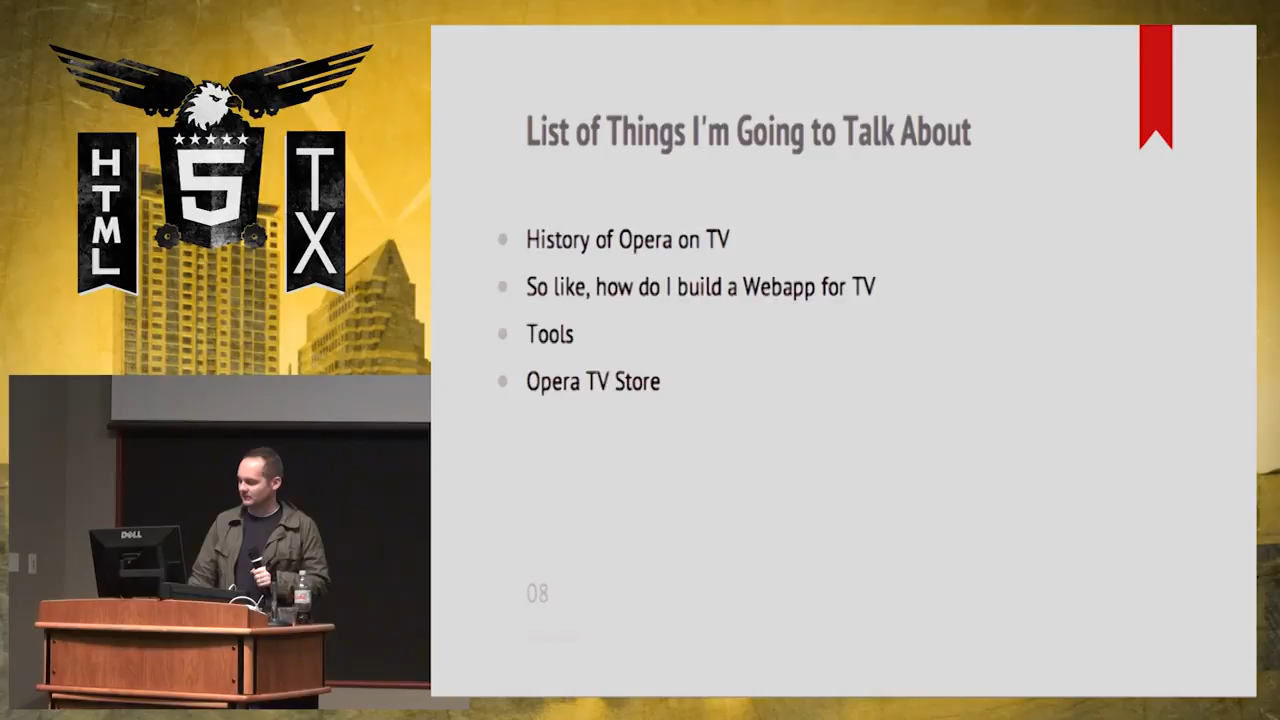 HTML
5
TX
List of Things I'm Going to Talk About
History of Opera on TV
So like, how do I build a Webapp for TV
Tools
Opera TV Store
08
DELL